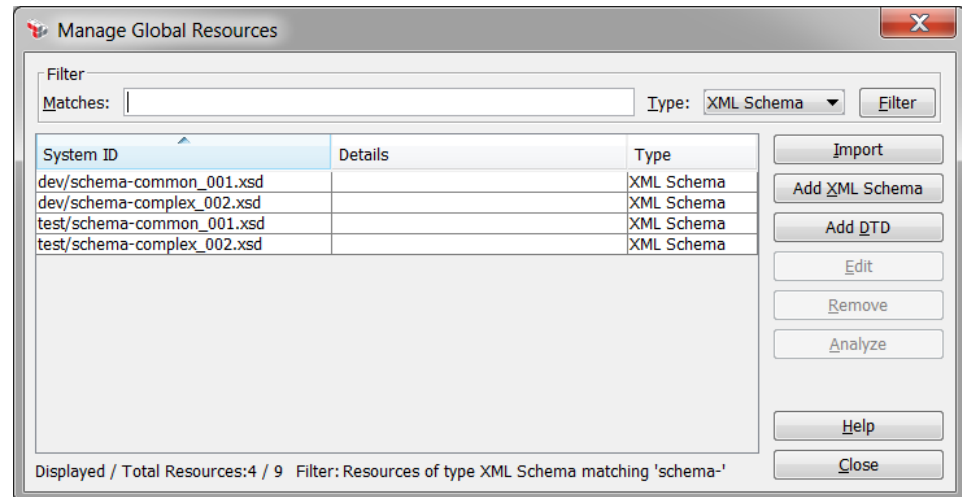 Manage Global Resources
Filter
Matches: Type: XML Schema Filter
System ID Details Type
dev/schema-common_001.xsd XML Schema
dev/schema-complex_002.xsd XML Schema
test/schema-common_001.xsd XML Schema
test/schema-complex_002.xsd XML Schema
Import
Add XML Schema
Add DTD
Edit
Remove
Analyze
Help
Close
Displayed / Total Resources:4 / 9 Filter: Resources of type XML Schema matching 'schema-'